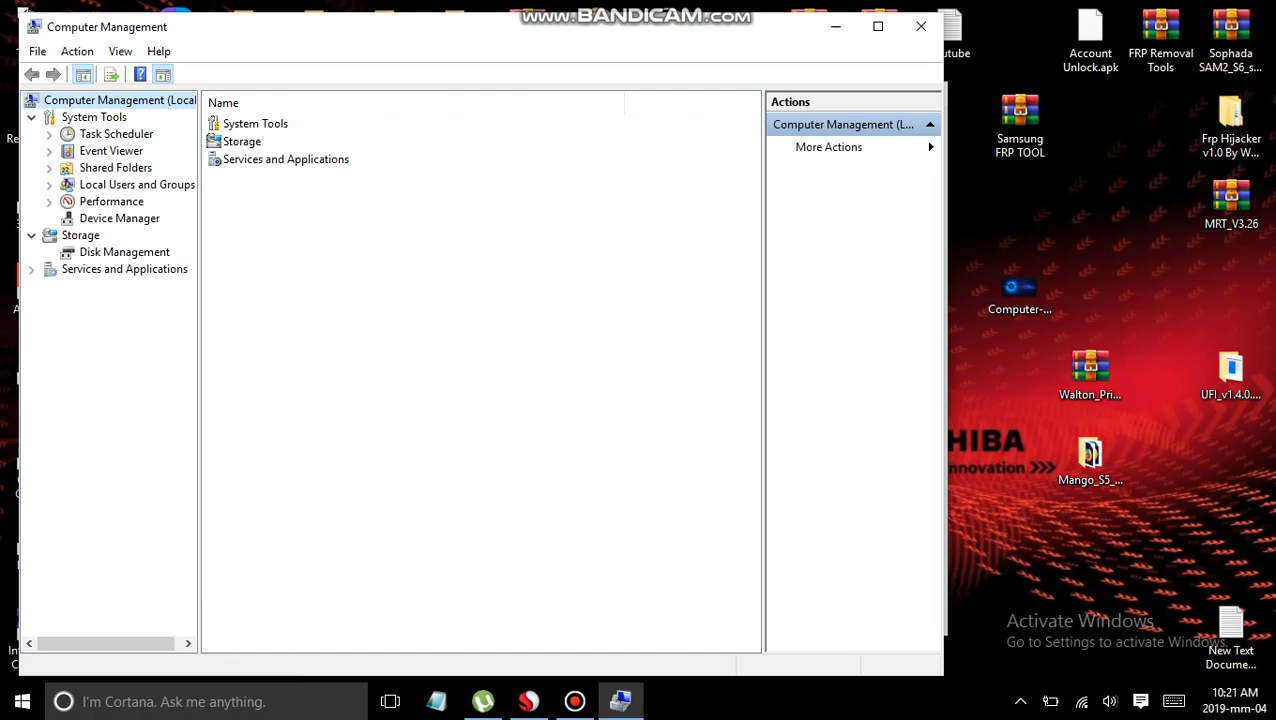 www.BANDICAM.com
Computer Management
File Action View Help
Computer Management (Local
System Tools
Task Scheduler
Event Viewer
Shared Folders
Local Users and Groups
Performance
Device Manager
Storage
Disk Management
Services and Applications
Name
System Tools
Storage
Services and Applications
Actions
Computer Management (L...
More Actions
utube
Account
Unlock.apk
FRP Removal
Tools
Sophada
SAM2_S6_s...
Samsung
FRP TOOL
Frp Hijacker
v1.0 By W...
MRT_V3.26
Computer-...
Walton_Pri...
UFI_v1.4.0....
HIBA
nnovation >>>
Mango_S5_...
Activate Windows
Go to Settings to activate Windows.
New Text
Docume...
I'm Cortana. Ask me anything.
10:21 AM
2019-mm-04